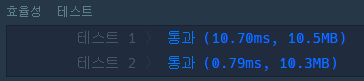 효율성 테스트
테스트 1 〉 통과 (10.70ms, 10.5MB)
테스트 2 〉 통과 (0.79ms, 10.3MB)